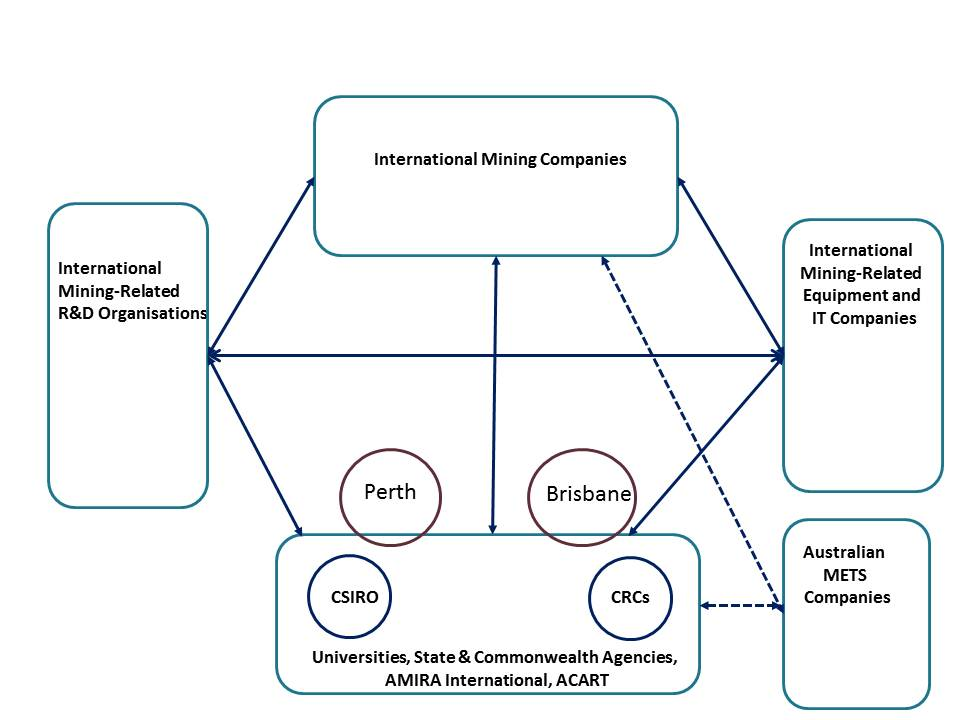 International Mining Companies
International
Mining-Related
R&D Organisations
International
Mining-Related
Equipment and
IT Companies
Perth
Brisbane
CSIRO
CRCs
Universities, State & Commonwealth Agencies,
AMIRA International, ACART
Australian
METS
Companies